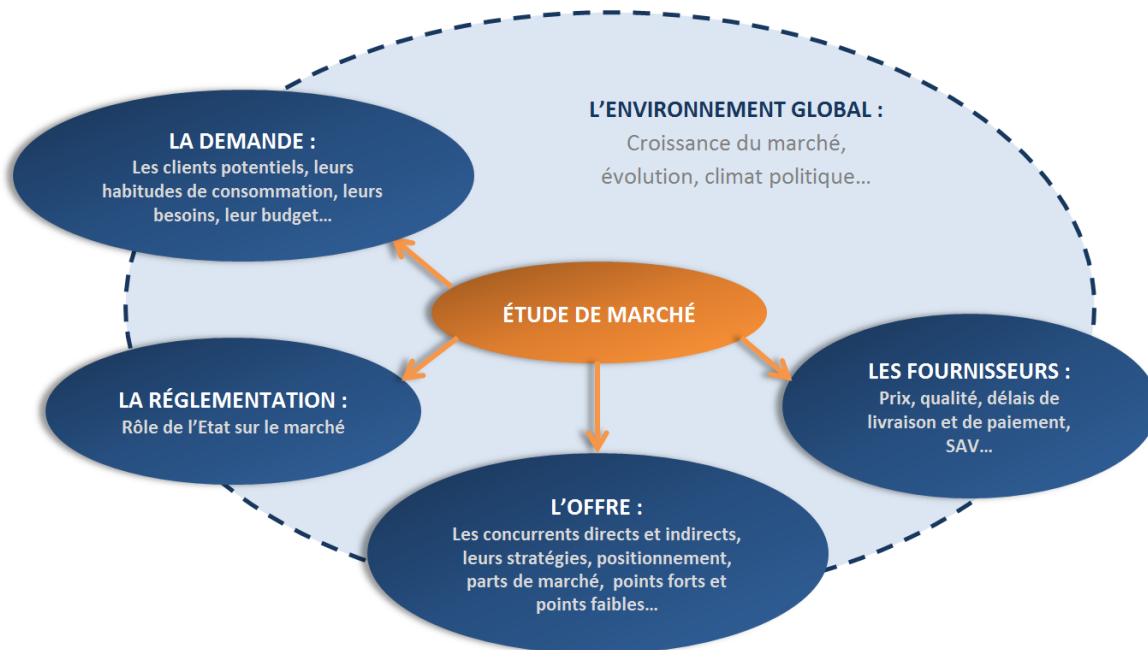 L'ENVIRONNEMENT GLOBAL :
Croissance du marché,
évolution, climat politique…
LA DEMANDE :
Les clients potentiels, leurs
habitudes de consommation, leurs
besoins, leur budget…
ÉTUDE DE MARCHÉ
LA RÉGLEMENTATION :
Rôle de l'Etat sur le marché
LES FOURNISSEURS :
Prix, qualité, délais de
livraison et de paiement,
SAV…
L'OFFRE :
Les concurrents directs et indirects,
leurs stratégies, positionnement,
parts de marché, points forts et
points faibles…